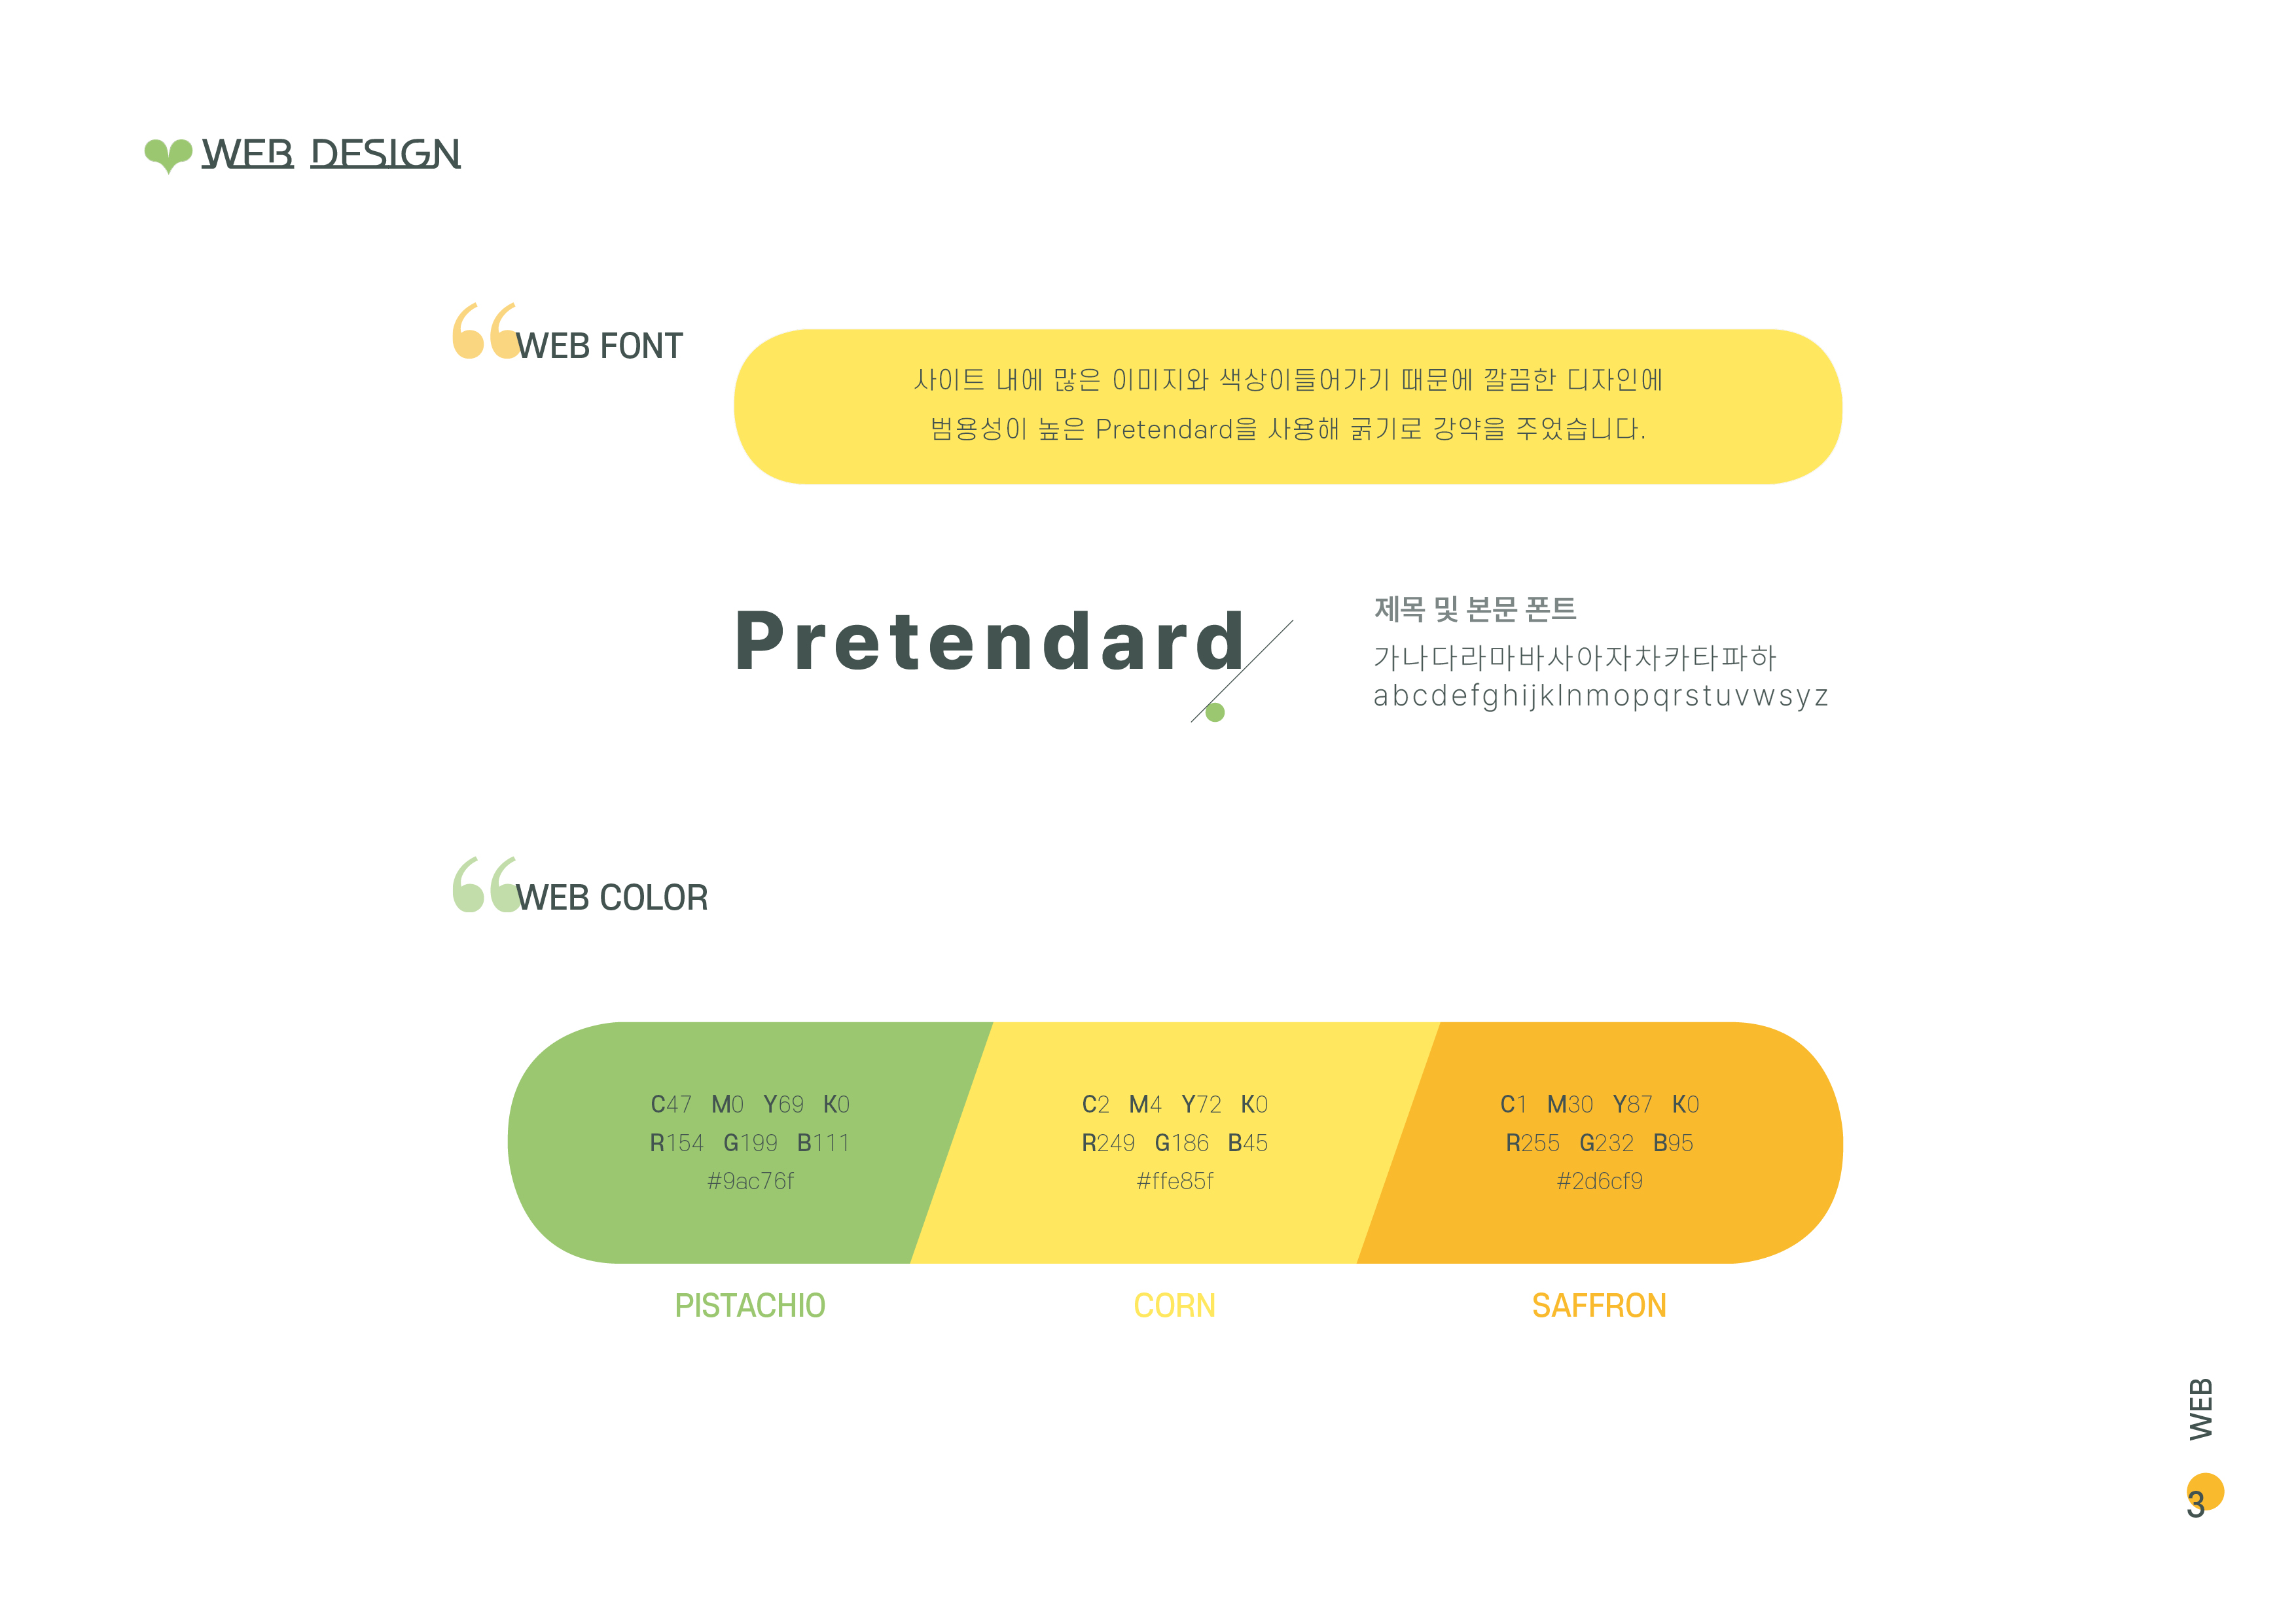 WEB DESIGN
WEB FONT
사이트 내에 많은 이미지와 색상이들어가기 때문에 깔끔한 디자인에
범용성이 높은 Pretendard을 사용해 굵기로 강약을 주었습니다.
Pretendard
제목 및 본문 폰트
가나다라마바사아자차카타파하
abcdefghijklnmopqrstuvwsyz
WEB COLOR
C47 M0 Y69 K0
R154 G199 B111
#9ac76f
C2 M4 Y72 K0
R249 G186 B45
#ffe85f
C1 M30 Y87 K0
R255 G232 B95
#2d6cf9
PISTACHIO
CORN
SAFFRON
WEB
3